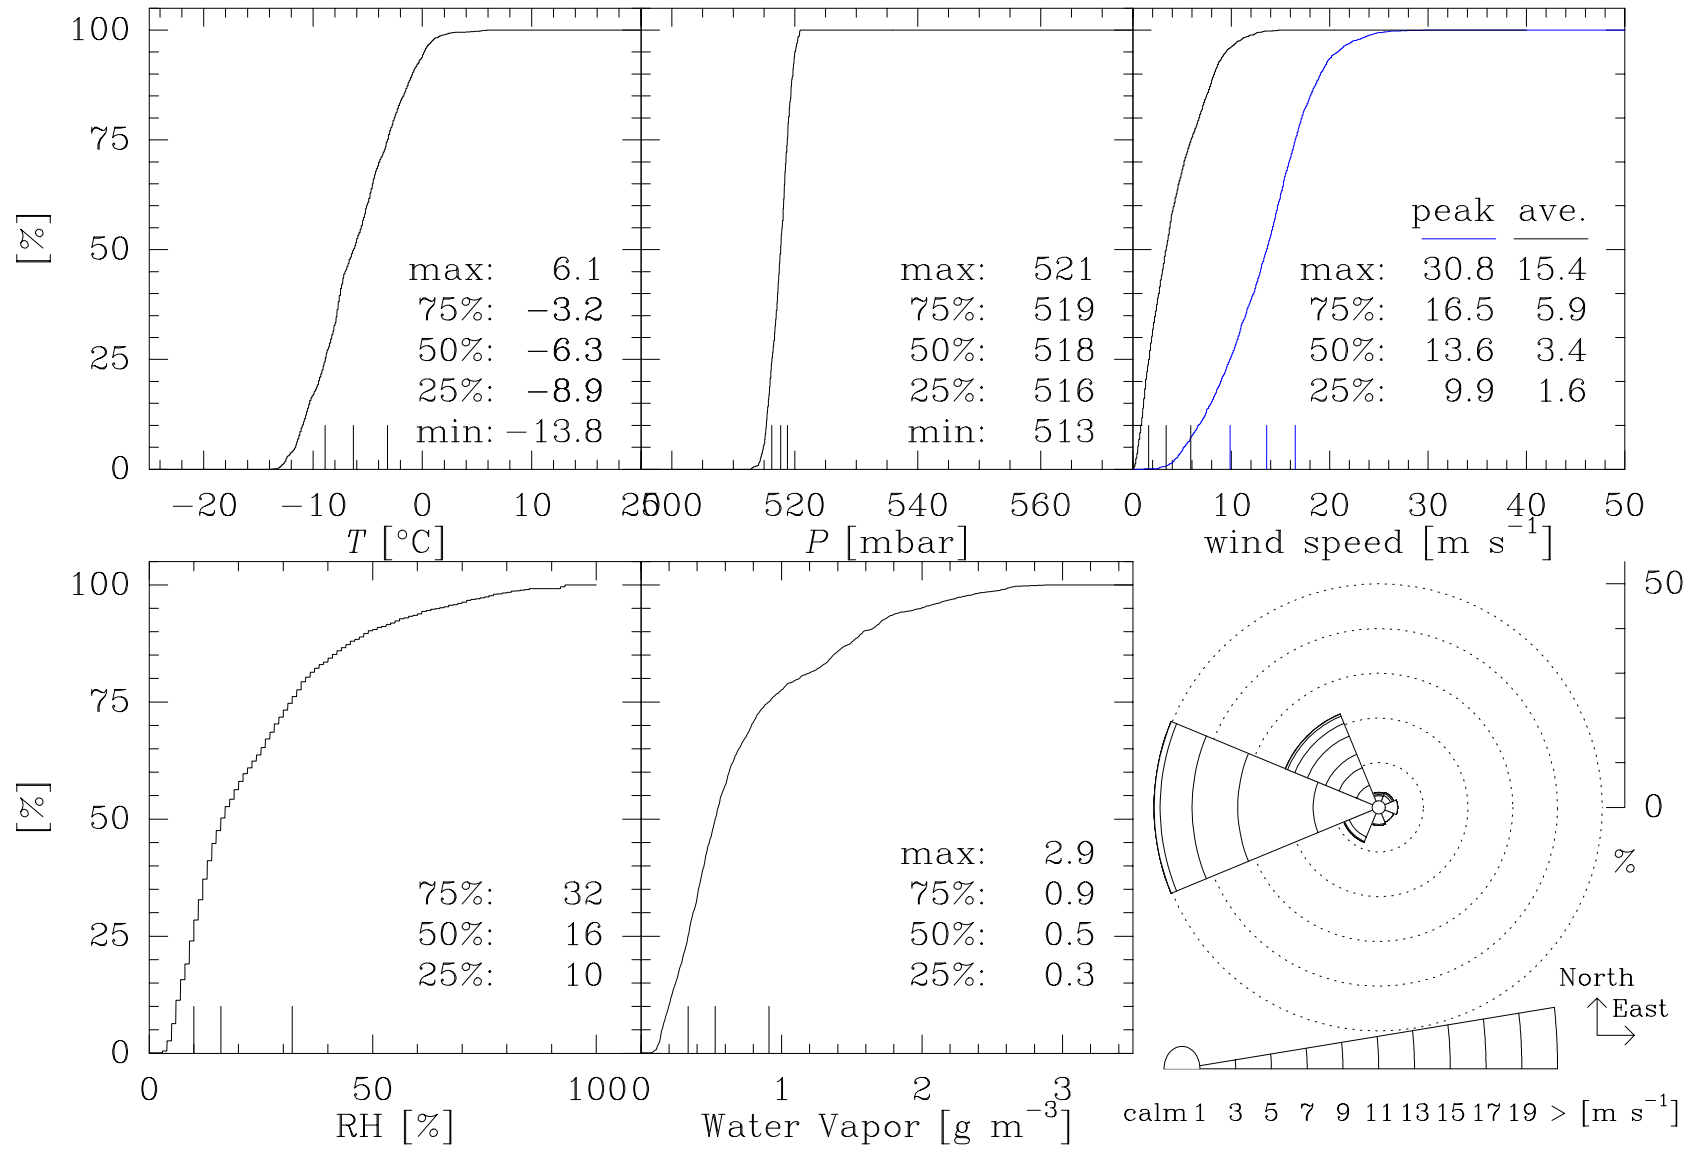 100
75
50
25
0
[%]
max: 6.1
75%: −3.2
50%: −6.3
25%: −8.9
min: −13.8
−20 −10 0 10 20
T [°C]
max: 521
75%: 519
50%: 518
25%: 516
min: 513
500 520 540 560
P [mbar]
peak ave.
max: 30.8 15.4
75%: 16.5 5.9
50%: 13.6 3.4
25%: 9.9 1.6
0 10 20 30 40 50
wind speed [m s⁻¹]
100
75
50
25
0
[%]
75%: 32
50%: 16
25%: 10
0 50 100
RH [%]
max: 2.9
75%: 0.9
50%: 0.5
25%: 0.3
0 1 2 3
Water Vapor [g m⁻³]
50
0
%
North
East
calm 1 3 5 7 9 11 13 15 17 19 > [m s⁻¹]